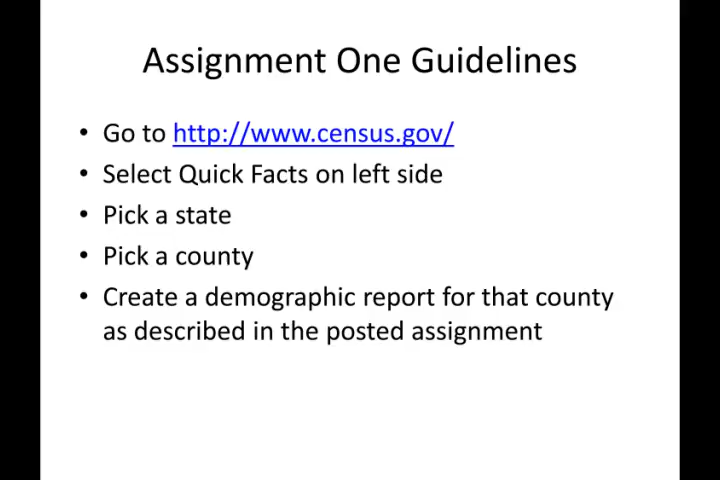 Assignment One Guidelines
• Go to http://www.census.gov/
• Select Quick Facts on left side
• Pick a state
• Pick a county
• Create a demographic report for that county
as described in the posted assignment